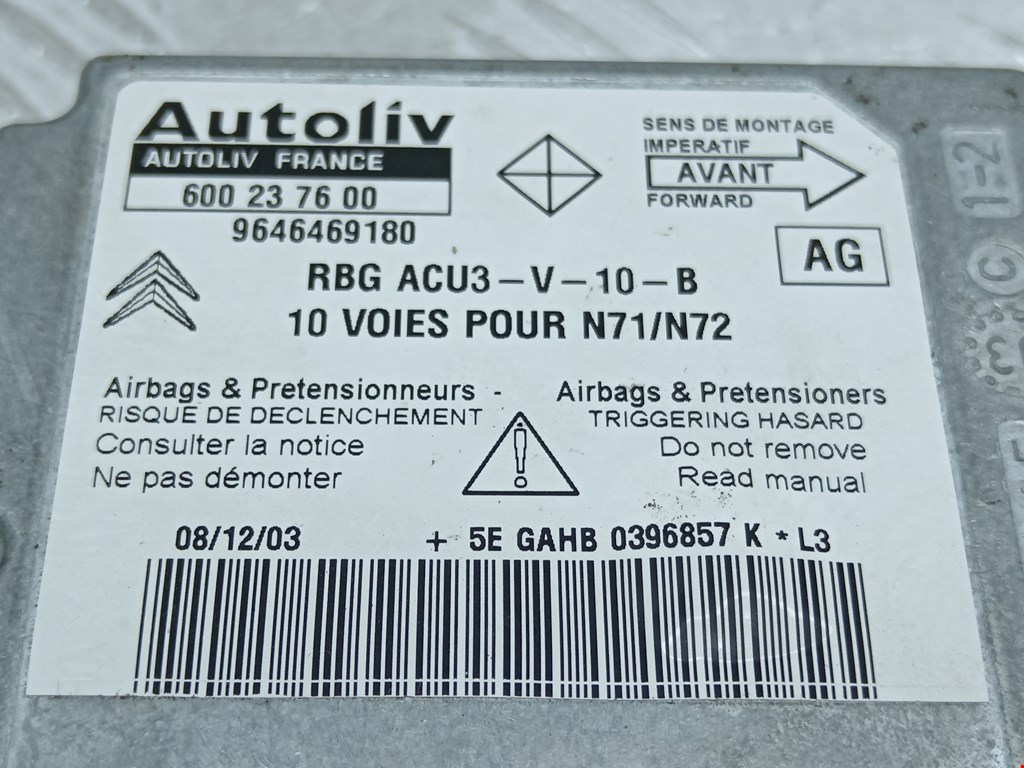 Autoliv
AUTOLIV FRANCE
600 23 76 00
9646469180
SENS DE MONTAGE
IMPERATIF
AVANT
FORWARD
AG
RBG ACU3-V-10-B
10 VOIES POUR N71/N72
Airbags & Pretensionneurs -
RISQUE DE DECLENCHEMENT
Consulter la notice
Ne pas démonter
Airbags & Pretensioners
TRIGGERING HASARD
Do not remove
Read manual
08/12/03 + 5E GAHB 0396857 K * L3
1-2
C